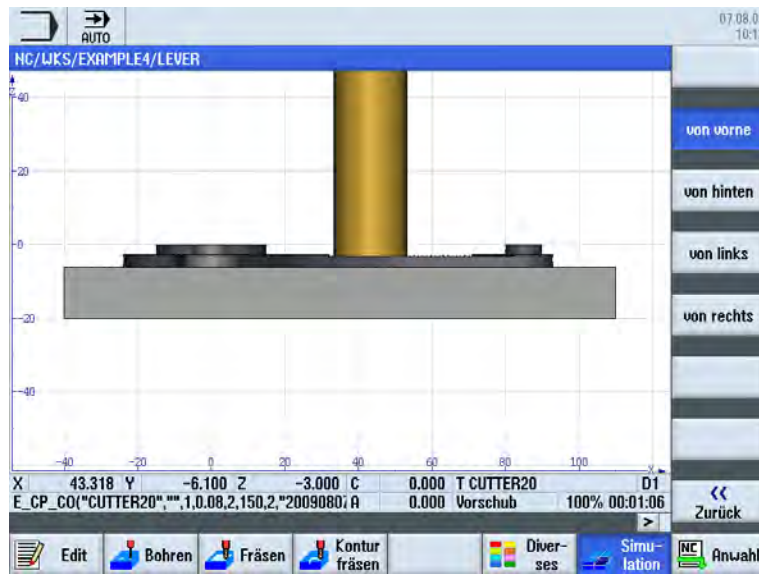 07.08.0
AUTO
10:1
NC/WKS/EXAMPLE4/LEVER
von vorne
von hinten
von links
von rechts
40
20
0
-20
-40
-40 -20 0 20 40 60 80 100
X 43.318 Y -6.100 Z -3.000 C 0.000 T CUTTER20 D1
E_CP_CO("CUTTER20","",1,0.08,2,150,2,"2009080 A 0.000 Vorschub 100% 00:01:06
<<
Zurück
>
Edit
Bohren
Fräsen
Kontur
fräsen
Diver-
ses
Simu-
lation
NC
Anwahl